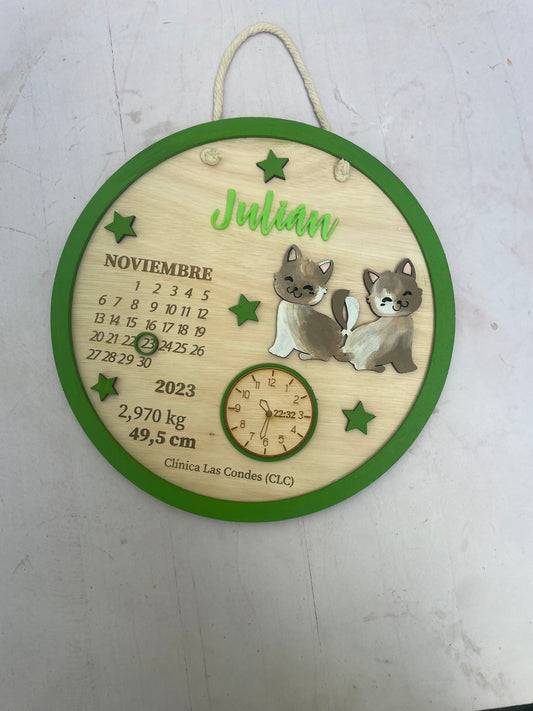 Julian
NOVIEMBRE
1 2 3 4 5
6 7 8 9 10 11 12
13 14 15 16 17 18 19
20 21 22 23 24 25 26
27 28 29 30
2023
2,970 kg
49,5 cm
12
11 1
10 2
9 22:32 3
8 4
7 5
6
Clínica Las Condes (CLC)